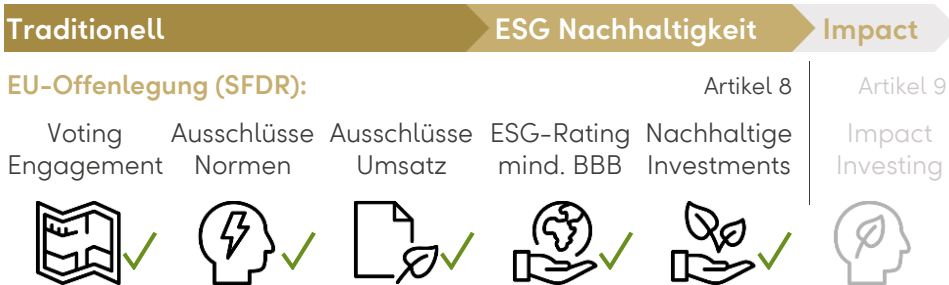 Traditionell ESG Nachhaltigkeit Impact
EU-Offenlegung (SFDR): Artikel 8 Artikel 9
Voting Ausschlüsse Ausschlüsse ESG-Rating Nachhaltige Impact
Engagement Normen Umsatz mind. BBB Investments Investing